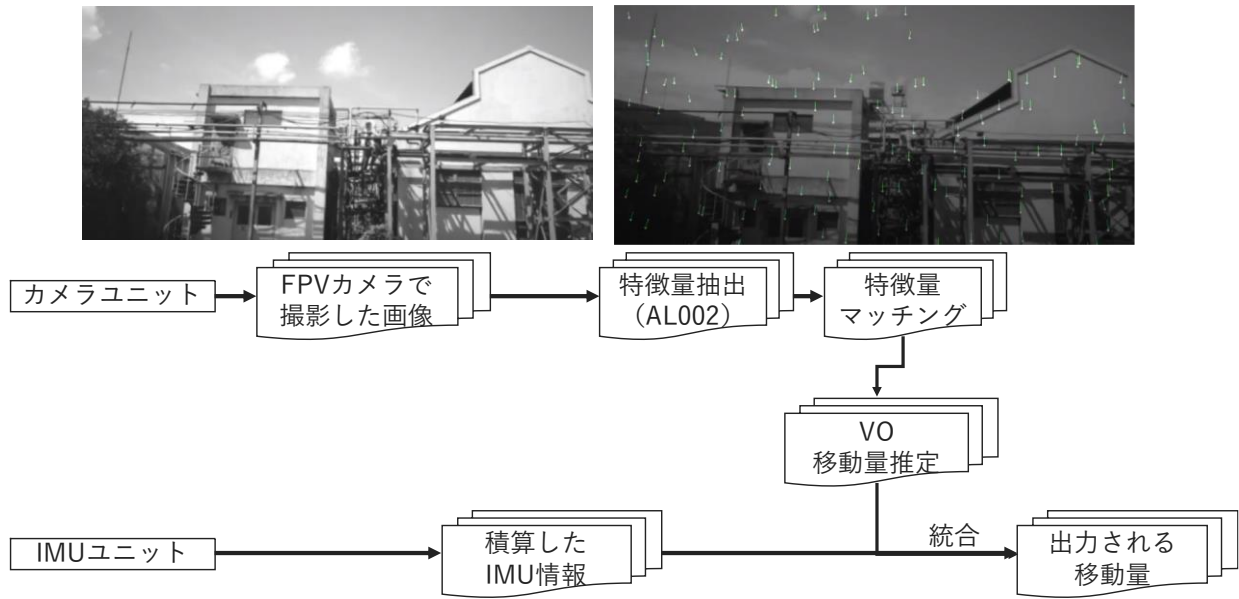 カメラユニット
FPVカメラで
撮影した画像
特徴量抽出
（AL002）
特徴量
マッチング
VO
移動量推定
IMUユニット
積算した
IMU情報
統合
出力される
移動量